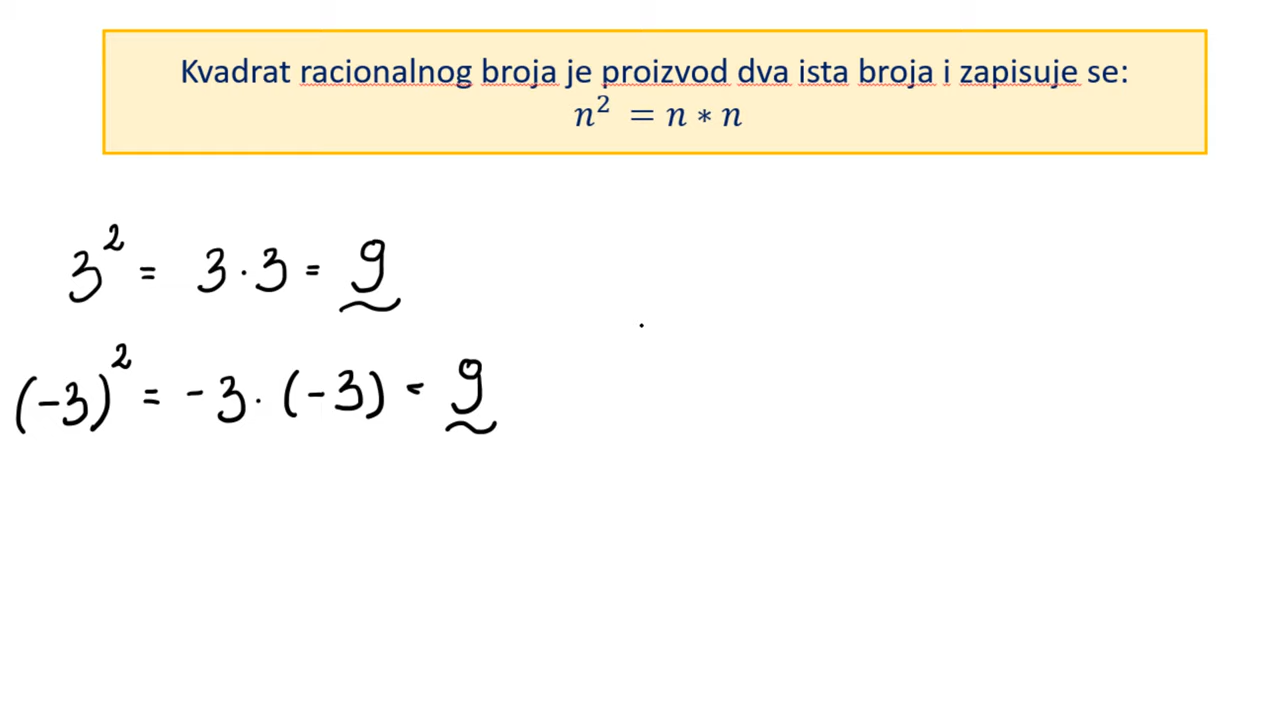 Kvadrat racionalnog broja je proizvod dva ista broja i zapisuje se:
n² = n ∗ n
3² = 3 · 3 = 9
(-3)² = -3 · (-3) = 9